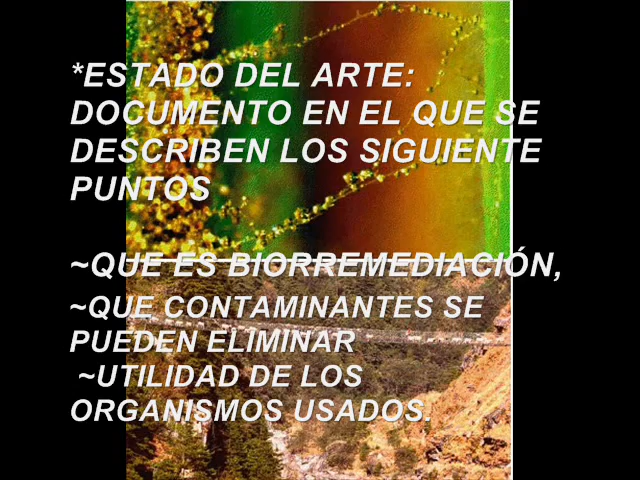 *ESTADO DEL ARTE:
DOCUMENTO EN EL QUE SE
DESCRIBEN LOS SIGUIENTE
PUNTOS
~QUE ES BIORREMEDIACIÓN,
~QUE CONTAMINANTES SE
PUEDEN ELIMINAR
~UTILIDAD DE LOS
ORGANISMOS USADOS.